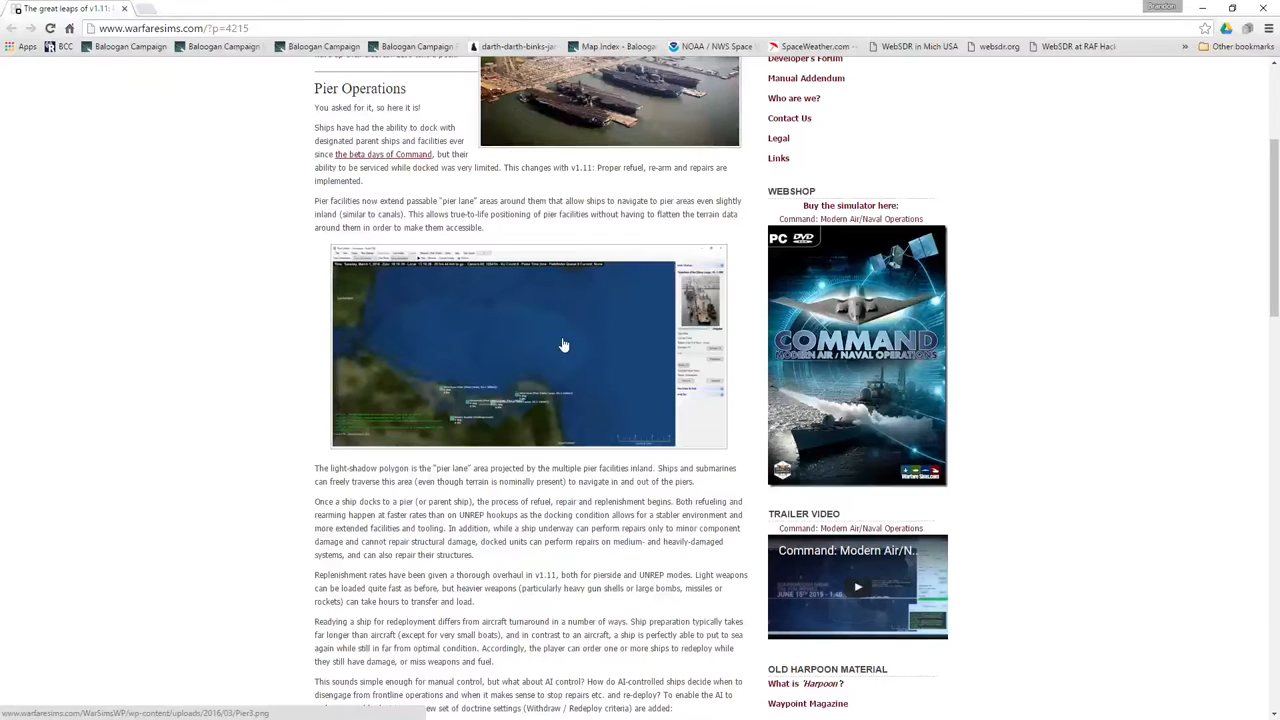 The great leaps of v1.11:
Brandon
www.warfaresims.com/?p=4215
Apps
BCC
Baloogan Campaign
Baloogan Campaign
Baloogan Campaign
Baloogan Campaign
darth-darth-binks-jar
Map Index - Baloogan
NOAA / NWS Space
SpaceWeather.com
WebSDR in Mich USA
websdr.org
WebSDR at RAF Hack
»
Other bookmarks
Pier Operations
You asked for it, so here it is!
Ships have had the ability to dock with
designated parent ships and facilities ever
since the beta days of Command, but their
ability to be serviced while docked was very limited. This changes with v1.11: Proper refuel, re-arm and repairs are
implemented.
Pier facilities now extend passable "pier lane" areas around them that allow ships to navigate to pier areas even slightly
inland (similar to canals). This allows true-to-life positioning of pier facilities without having to flatten the terrain data
around them in order to make them accessible.
The light-shadow polygon is the "pier lane" area projected by the multiple pier facilities inland. Ships and submarines
can freely traverse this area (even though terrain is nominally present) to navigate in and out of the piers.
Once a ship docks to a pier (or parent ship), the process of refuel, repair and replenishment begins. Both refueling and
rearming happen at faster rates than on UNREP hookups as the docking condition allows for a stabler environment and
more extended facilities and tooling. In addition, while a ship underway can perform repairs only to minor component
damage and cannot repair structural damage, docked units can perform repairs on medium- and heavily-damaged
systems, and can also repair their structures.
Replenishment rates have been given a thorough overhaul in v1.11, both for pierside and UNREP modes. Light weapons
can be loaded quite fast as before, but heavier weapons (particularly heavy gun shells or large bombs, missiles or
rockets) can take hours to transfer and load.
Readying a ship for redeployment differs from aircraft turnaround in a number of ways. Ship preparation typically takes
far longer than aircraft (except for very small boats), and in contrast to an aircraft, a ship is perfectly able to put to sea
again while still in far from optimal condition. Accordingly, the player can order one or more ships to redeploy while
they still have damage, or miss weapons and fuel.
This sounds simple enough for manual control, but what about AI control? How do AI-controlled ships decide when to
disengage from frontline operations and when it makes sense to stop repairs etc. and re-deploy? To enable the AI to
new set of doctrine settings (Withdraw / Redeploy criteria) are added:
www.warfaresims.com/WarSimsWP/wp-content/uploads/2016/03/Pier3.png
Developer's Forum
Manual Addendum
Who are we?
Contact Us
Legal
Links
WEBSHOP
Buy the simulator here:
Command: Modern Air/Naval Operations
PC DVD
COMMAND
MODERN AIR / NAVAL OPERATIONS
Warfare Sims
TRAILER VIDEO
Command: Modern Air/Naval Operations
Command: Modern Air/N...
JUNE 15TH 2015 - 1:40
OLD HARPOON MATERIAL
What is 'Harpoon'?
Waypoint Magazine